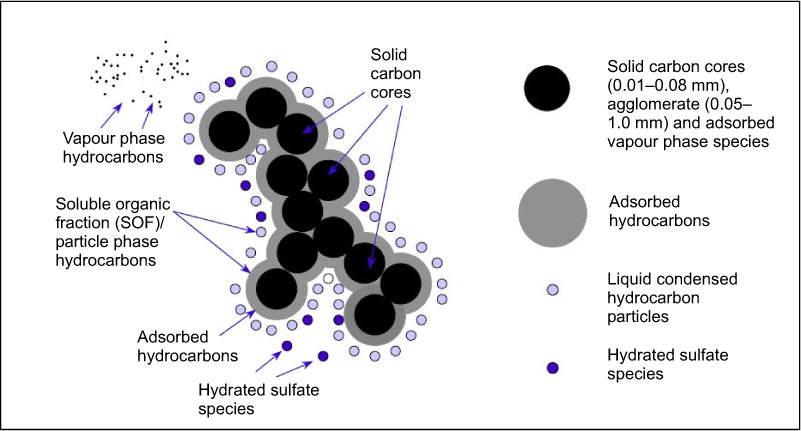 Solid
carbon
cores
Vapour phase
hydrocarbons
Soluble organic
fraction (SOF)/
particle phase
hydrocarbons
Adsorbed
hydrocarbons
Hydrated sulfate
species
Solid carbon cores
(0.01–0.08 mm),
agglomerate (0.05–
1.0 mm) and adsorbed
vapour phase species
Adsorbed
hydrocarbons
Liquid condensed
hydrocarbon
particles
Hydrated sulfate
species